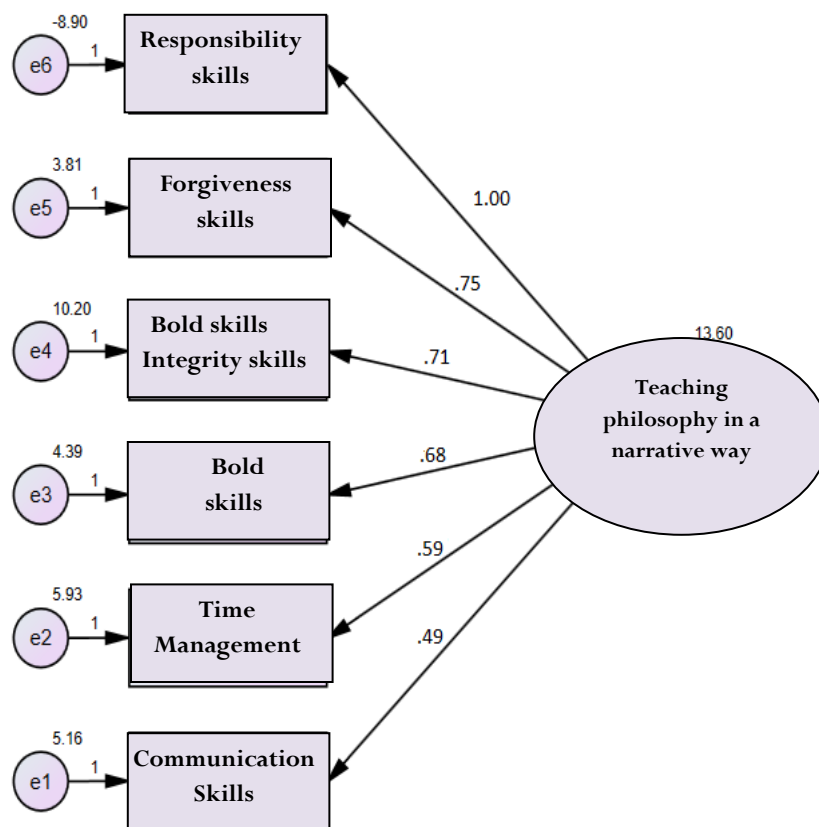 -8.90
e6
1
Responsibility
skills
1.00
3.81
e5
1
Forgiveness
skills
.75
10.20
e4
1
Bold skills
Integrity skills
.71
13.60
Teaching
philosophy in a
narrative way
4.39
e3
1
Bold
skills
.68
5.93
e2
1
Time
Management
.59
5.16
e1
1
Communication
Skills
.49